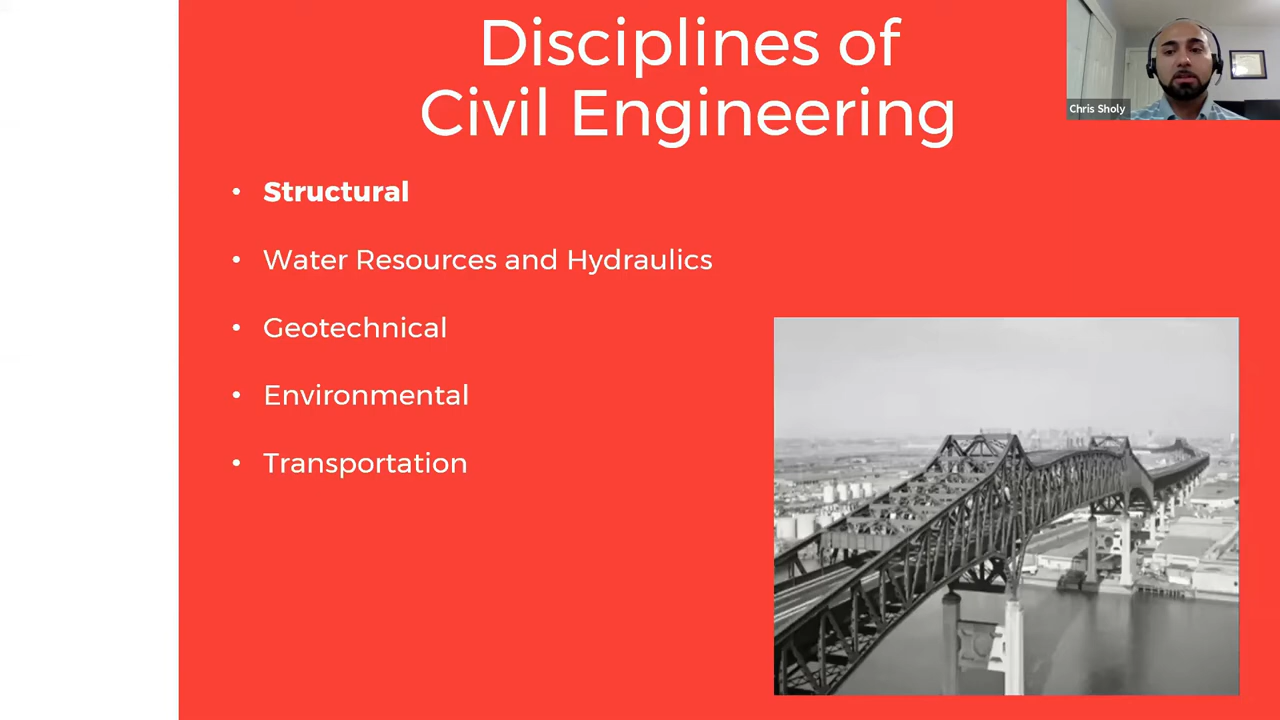 Disciplines of
Civil Engineering
Chris Sholy
• Structural
• Water Resources and Hydraulics
• Geotechnical
• Environmental
• Transportation